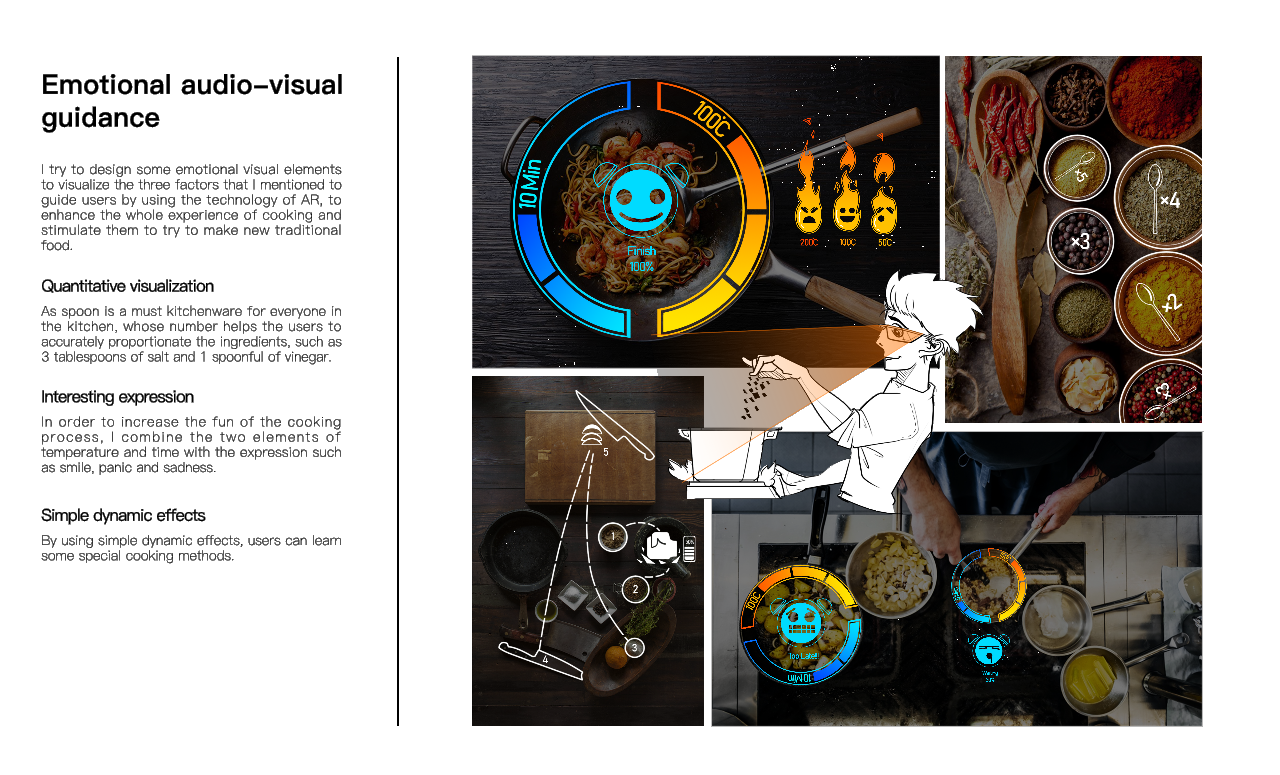 Emotional audio-visual
guidance
I try to design some emotional visual elements
to visualize the three factors that I mentioned to
guide users by using the technology of AR, to
enhance the whole experience of cooking and
stimulate them to try to make new traditional
food.
Quantitative visualization
As spoon is a must kitchenware for everyone in
the kitchen, whose number helps the users to
accurately proportionate the ingredients, such as
3 tablespoons of salt and 1 spoonful of vinegar.
Interesting expression
In order to increase the fun of the cooking
process, I combine the two elements of
temperature and time with the expression such
as smile, panic and sadness.
Simple dynamic effects
By using simple dynamic effects, users can learn
some special cooking methods.
10 Min
100°C
Finish
100%
200C
100C
50C
×5
×4
×3
×2
×3
5
1
2
3
4
100C
Too Late!!
10 Min
Waiting